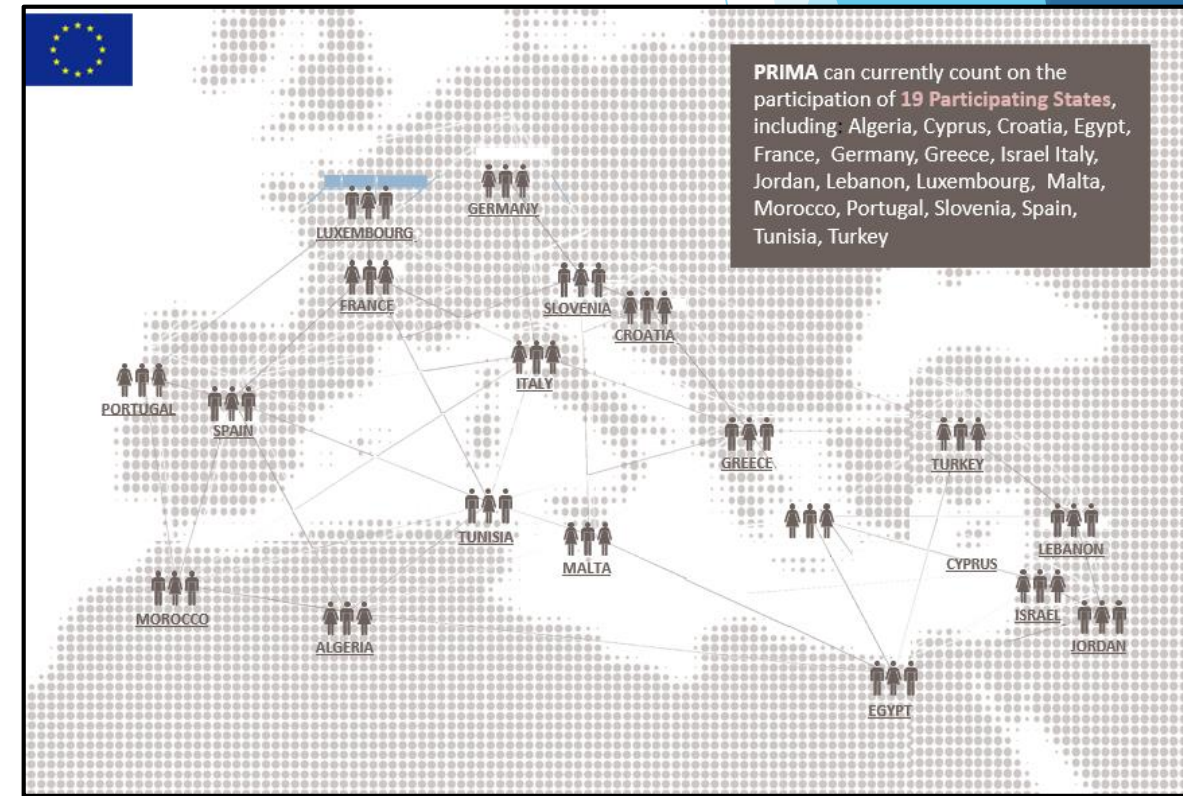 PRIMA can currently count on the
participation of 19 Participating States,
including: Algeria, Cyprus, Croatia, Egypt,
France, Germany, Greece, Israel Italy,
Jordan, Lebanon, Luxembourg, Malta,
Morocco, Portugal, Slovenia, Spain,
Tunisia, Turkey
GERMANY
LUXEMBOURG
FRANCE
SLOVENIA
CROATIA
ITALY
PORTUGAL
SPAIN
GREECE
TURKEY
TUNISIA
MALTA
LEBANON
CYPRUS
MOROCCO
ISRAEL
ALGERIA
JORDAN
EGYPT